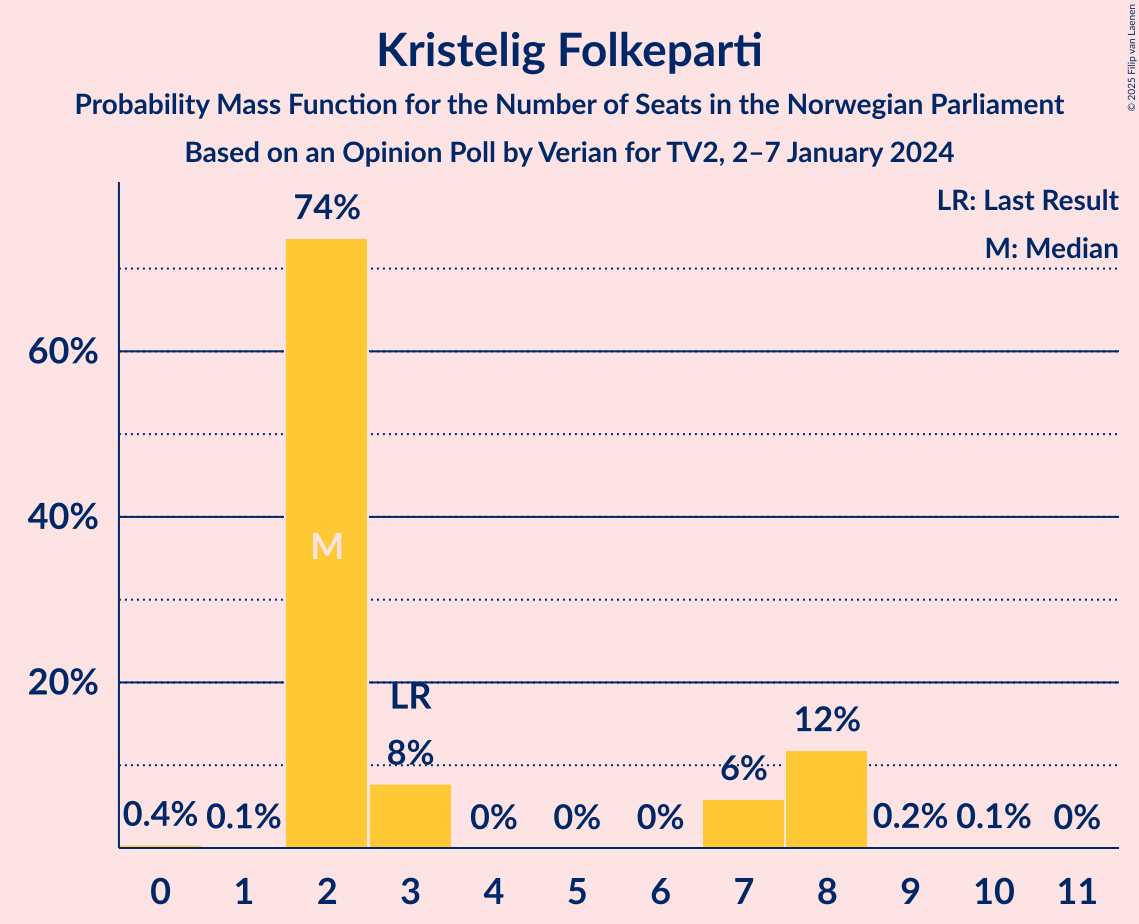 Kristelig Folkeparti
Probability Mass Function for the Number of Seats in the Norwegian Parliament
Based on an Opinion Poll by Verian for TV2, 2–7 January 2024
© 2025 Filip van Laenen
LR: Last Result
M: Median
74%
60%
M
40%
20%
LR
8%
12%
6%
0.4% 0.1% 0% 0% 0% 0.2% 0.1% 0%
0 1 2 3 4 5 6 7 8 9 10 11